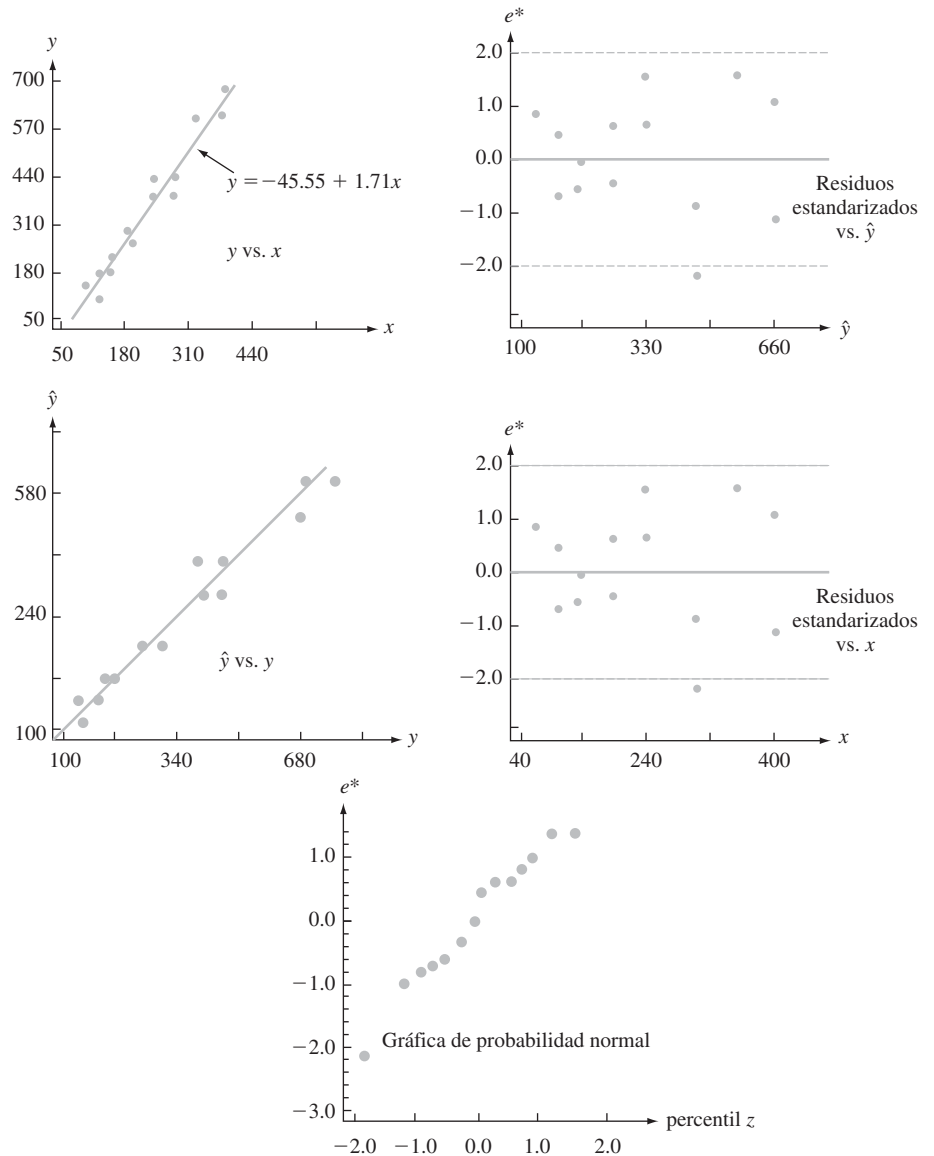 y
700
570
440
310
180
50
y = −45.55 + 1.71x
y vs. x
50 180 310 440
x
e*
2.0
1.0
0.0
−1.0
−2.0
Residuos
estandarizados
vs. ŷ
100 330 660
ŷ
ŷ
580
240
100
ŷ vs. y
100 340 680
y
e*
2.0
1.0
0.0
−1.0
−2.0
Residuos
estandarizados
vs. x
40 240 400
x
e*
1.0
0.0
−1.0
−2.0
−3.0
Gráfica de probabilidad normal
percentil z
−2.0 −1.0 0.0 1.0 2.0